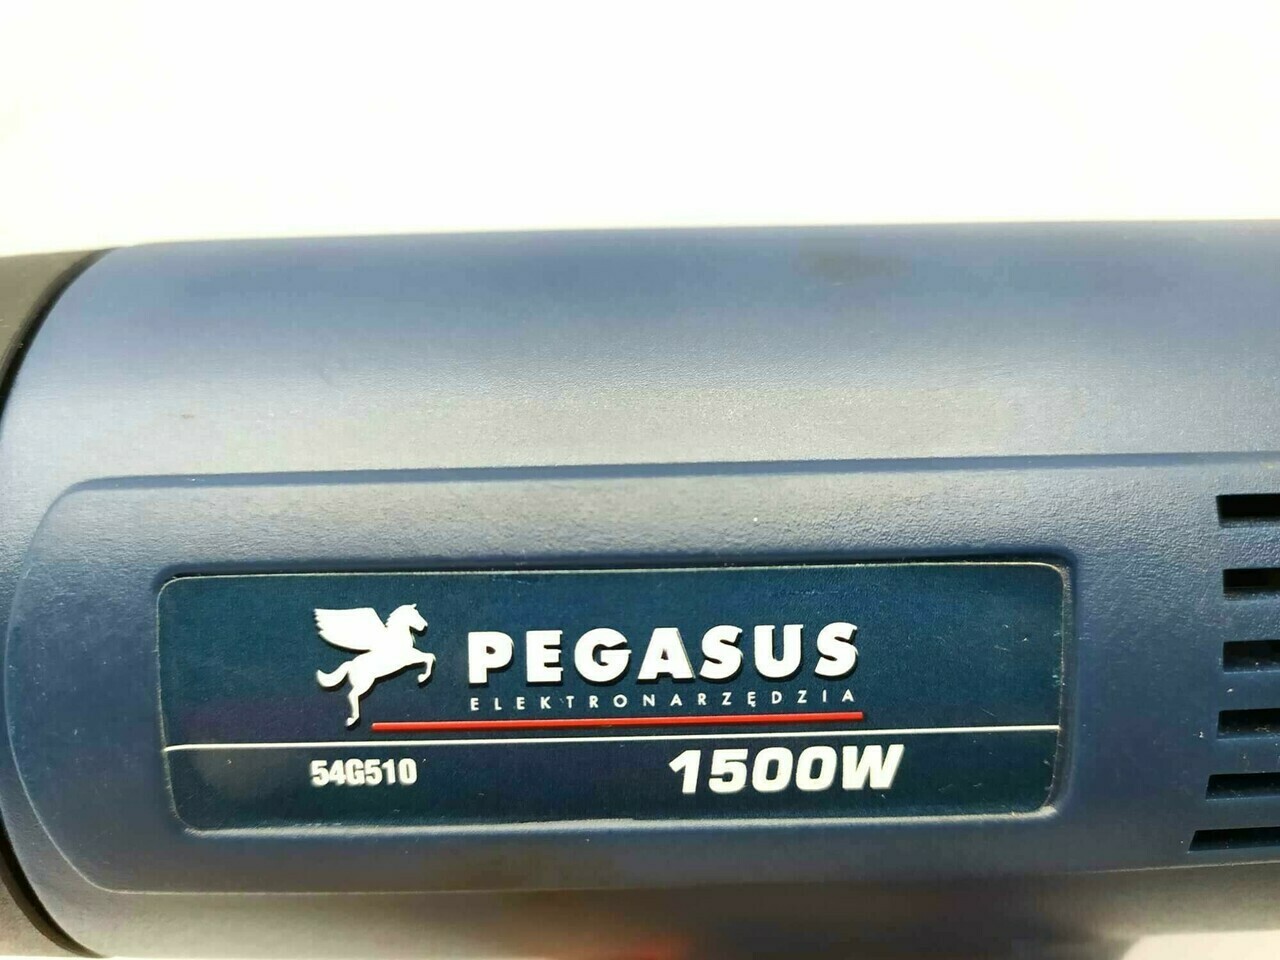 PEGASUS
ELEKTRONARZĘDZIA
54G510
1500W